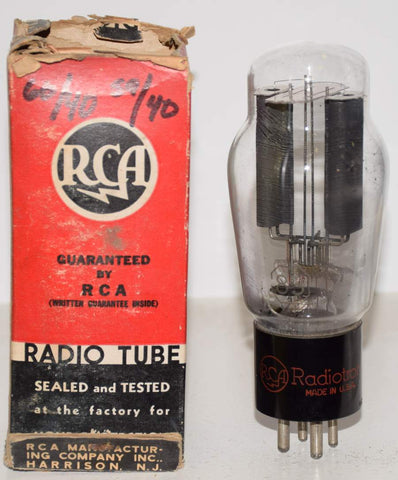 60/40 60/40
RCA
GUARANTEED
BY
RCA
(WRITTEN GUARANTEE INSIDE)
RADIO TUBE
SEALED and TESTED
at the factory for
RCA MANUFACTUR-
ING COMPANY INC.,
HARRISON, N.J.
RCA Radiotron
MADE IN U.S.A.